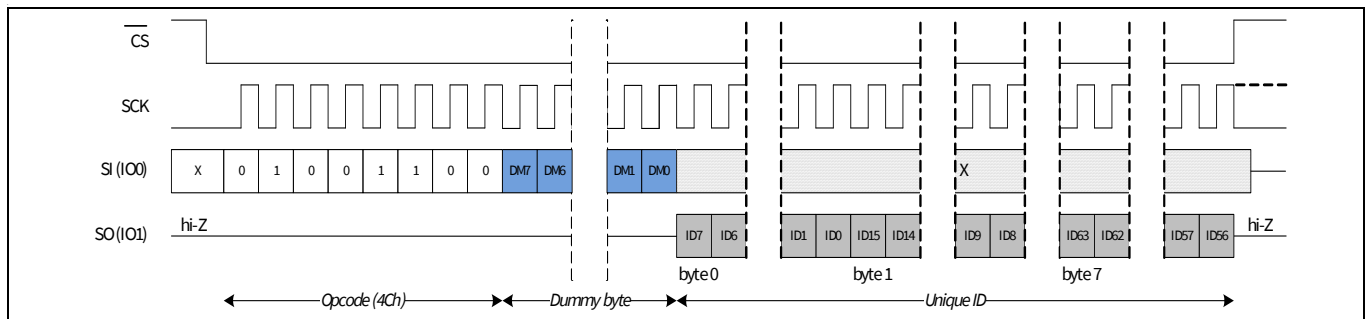 CS
SCK
SI (IO0) X 0 1 0 0 1 1 0 0 DM7 DM6 DM1 DM0 X
SO (IO1) hi-Z ID7 ID6 ID1 ID0 ID15 ID14 ID9 ID8 ID63 ID62 ID57 ID56 hi-Z
byte 0 byte 1 byte 7
Opcode (4Ch) Dummy byte Unique ID